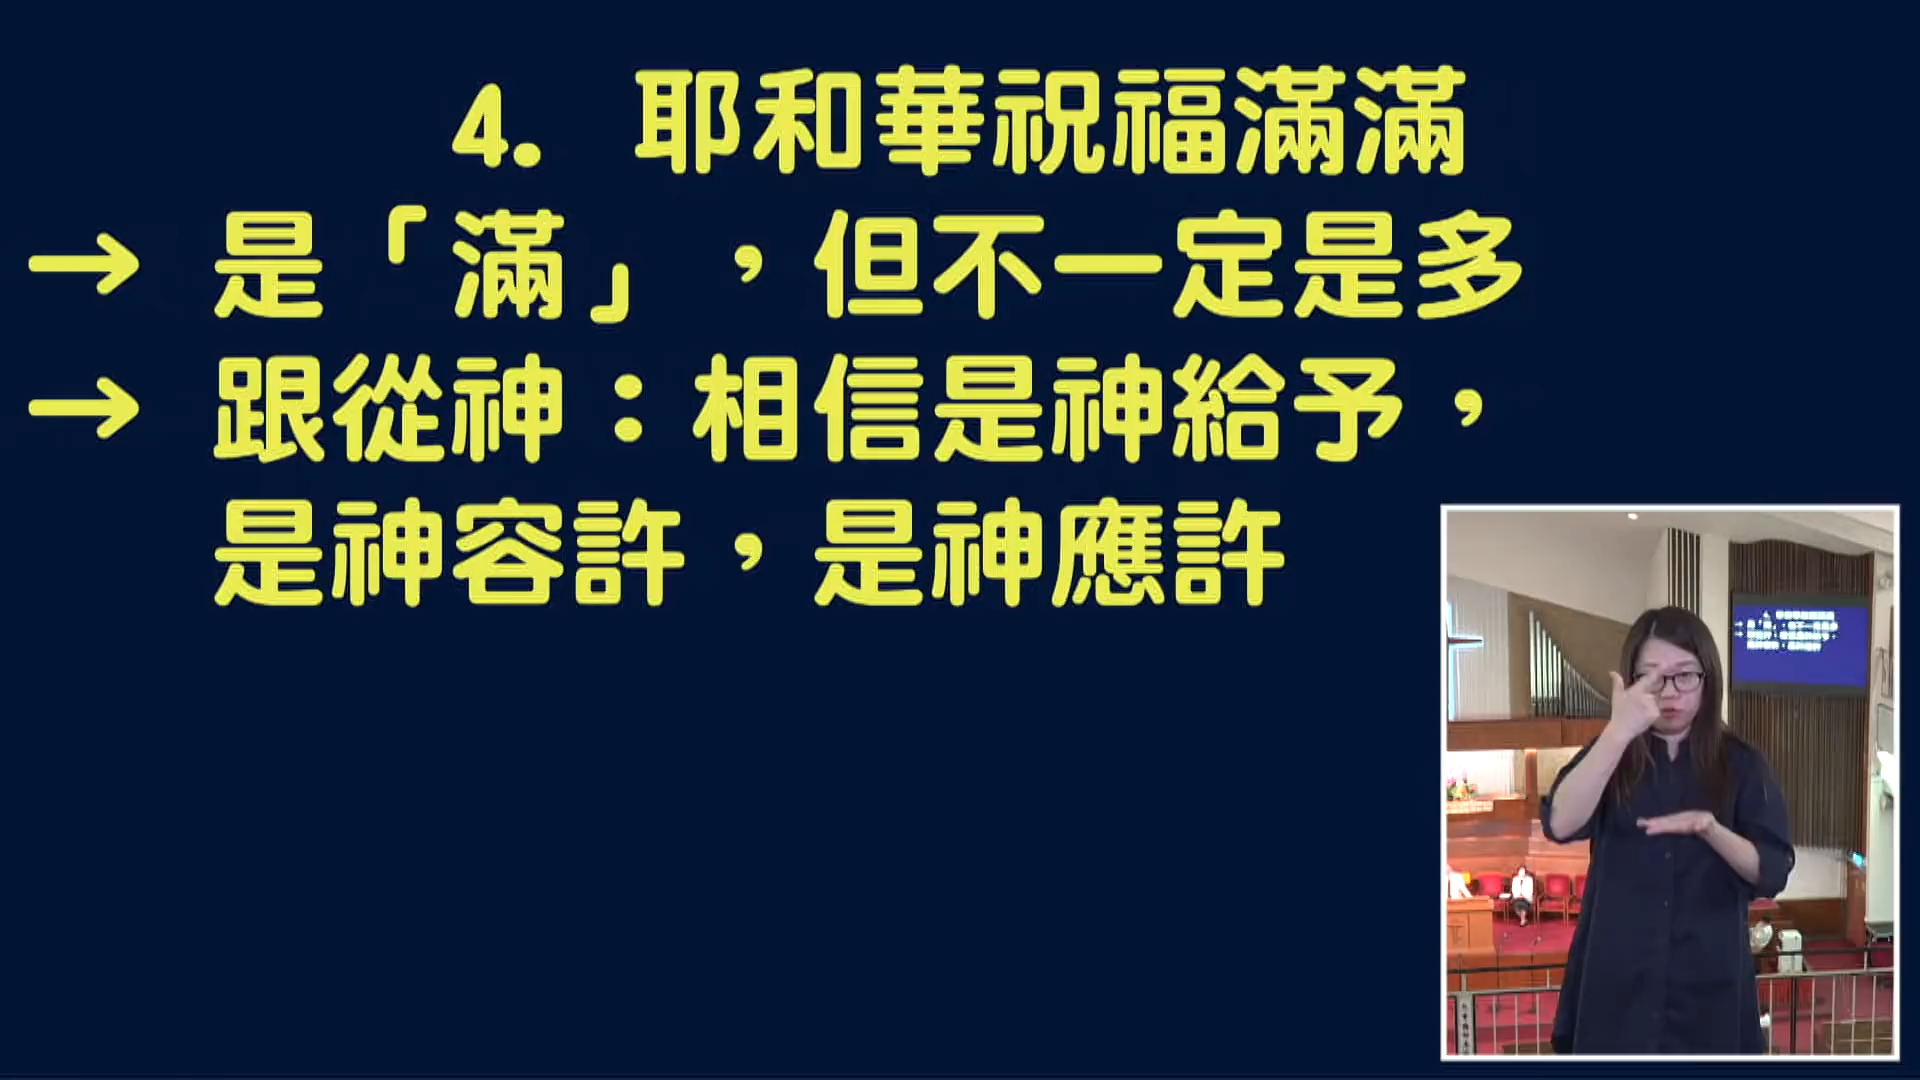 4. 耶和華祝福滿滿
→ 是「滿」，但不一定是多
→ 跟從神：相信是神給予，
是神容許，是神應許